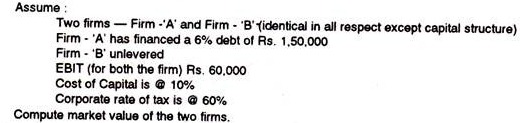 Assume :
Two firms — Firm -'A' and Firm - 'B' (identical in all respect except capital structure)
Firm - 'A' has financed a 6% debt of Rs. 1,50,000
Firm - 'B' unlevered
EBIT (for both the firm) Rs. 60,000
Cost of Capital is @ 10%
Corporate rate of tax is @ 60%
Compute market value of the two firms.